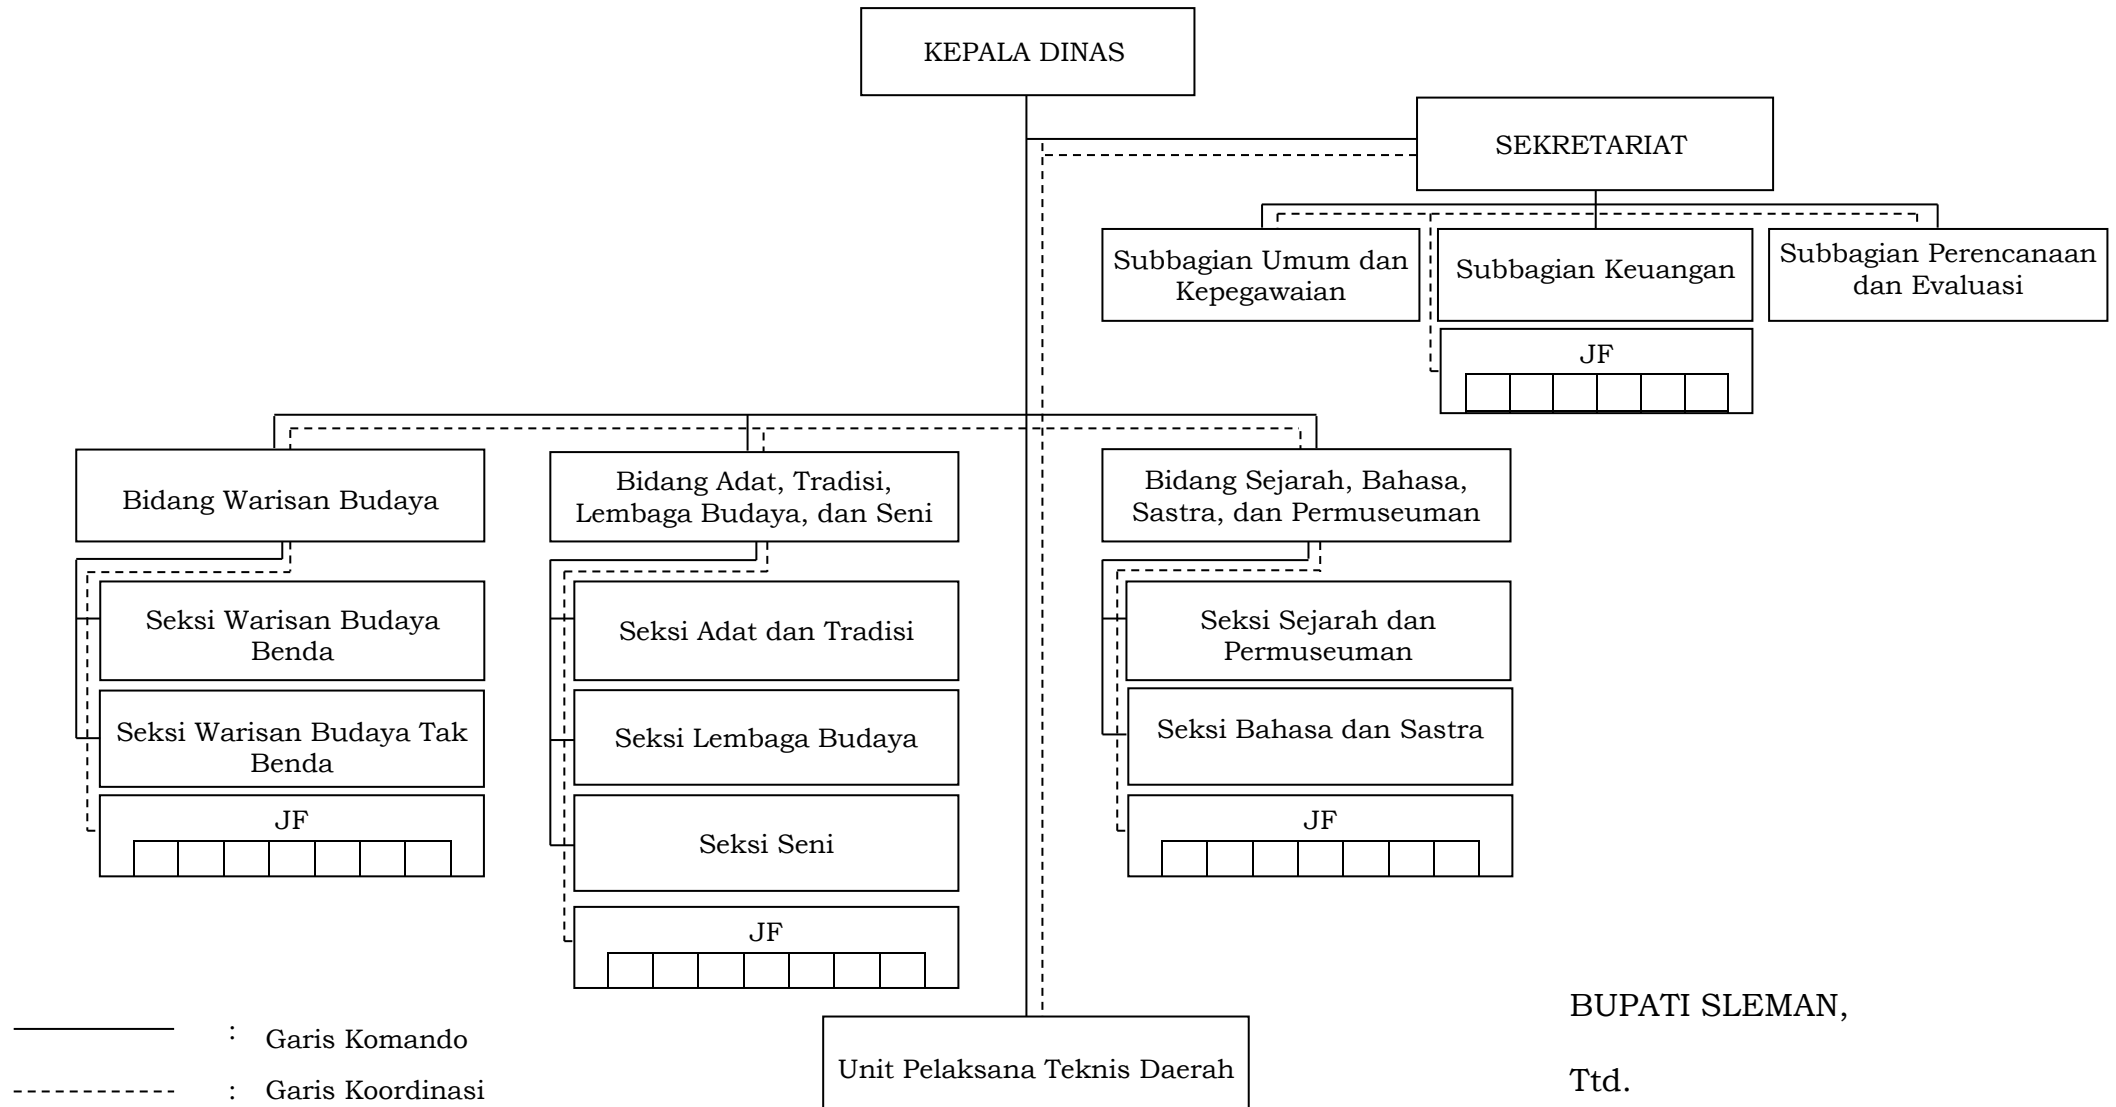 KEPALA DINAS
SEKRETARIAT
Subbagian Umum dan
Kepegawaian
Subbagian Keuangan
Subbagian Perencanaan
dan Evaluasi
JF
Bidang Warisan Budaya
Bidang Adat, Tradisi,
Lembaga Budaya, dan Seni
Bidang Sejarah, Bahasa,
Sastra, dan Permuseuman
Seksi Warisan Budaya
Benda
Seksi Warisan Budaya Tak
Benda
JF
Seksi Adat dan Tradisi
Seksi Lembaga Budaya
Seksi Seni
JF
Seksi Sejarah dan
Permuseuman
Seksi Bahasa dan Sastra
JF
Unit Pelaksana Teknis Daerah
: Garis Komando
: Garis Koordinasi
BUPATI SLEMAN,
Ttd.